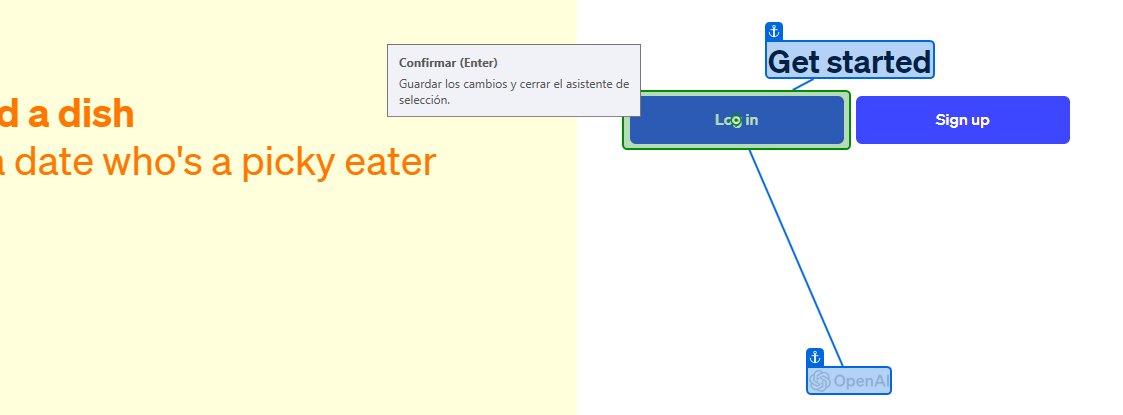 Get started
Confirmar (Enter)
Guardar los cambios y cerrar el asistente de
selección.
Log in
Sign up
d a dish
a date who's a picky eater
OpenAI